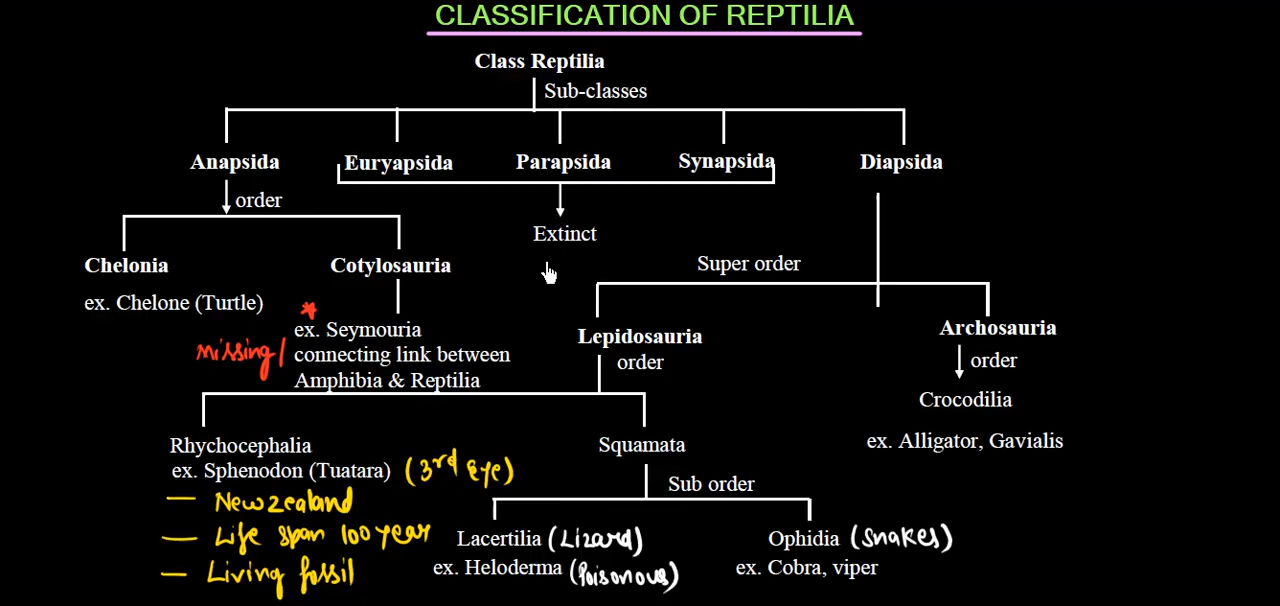 CLASSIFICATION OF REPTILIA
Class Reptilia
Sub-classes
Anapsida
Euryapsida
Parapsida
Synapsida
Diapsida
order
Extinct
Chelonia
Cotylosauria
Super order
ex. Chelone (Turtle)
ex. Seymouria
Missing/ connecting link between
Amphibia & Reptilia
Lepidosauria
order
Archosauria
order
Crocodilia
ex. Alligator, Gavialis
Rhychocephalia
ex. Sphenodon (Tuatara) (3rd Eye)
— Newzealand
— Life span 100 year
— Living fossil
Squamata
Sub order
Lacertilia (Lizard)
ex. Heloderma (Poisonous)
Ophidia (Snakes)
ex. Cobra, viper